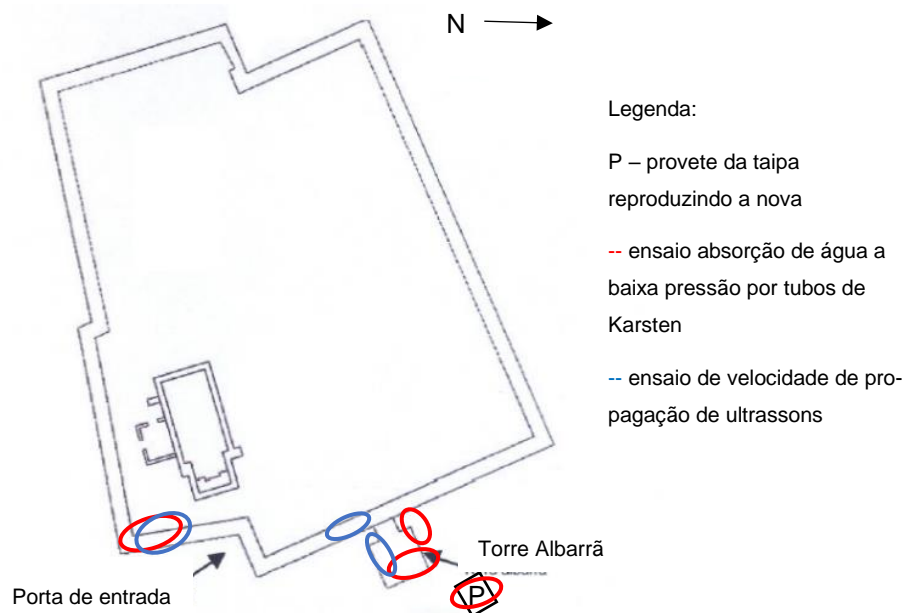 N
Legenda:
P – provete da taipa
reproduzindo a nova
-- ensaio absorção de água a
baixa pressão por tubos de
Karsten
-- ensaio de velocidade de pro-
pagação de ultrassons
Torre Albarrã
P
Porta de entrada